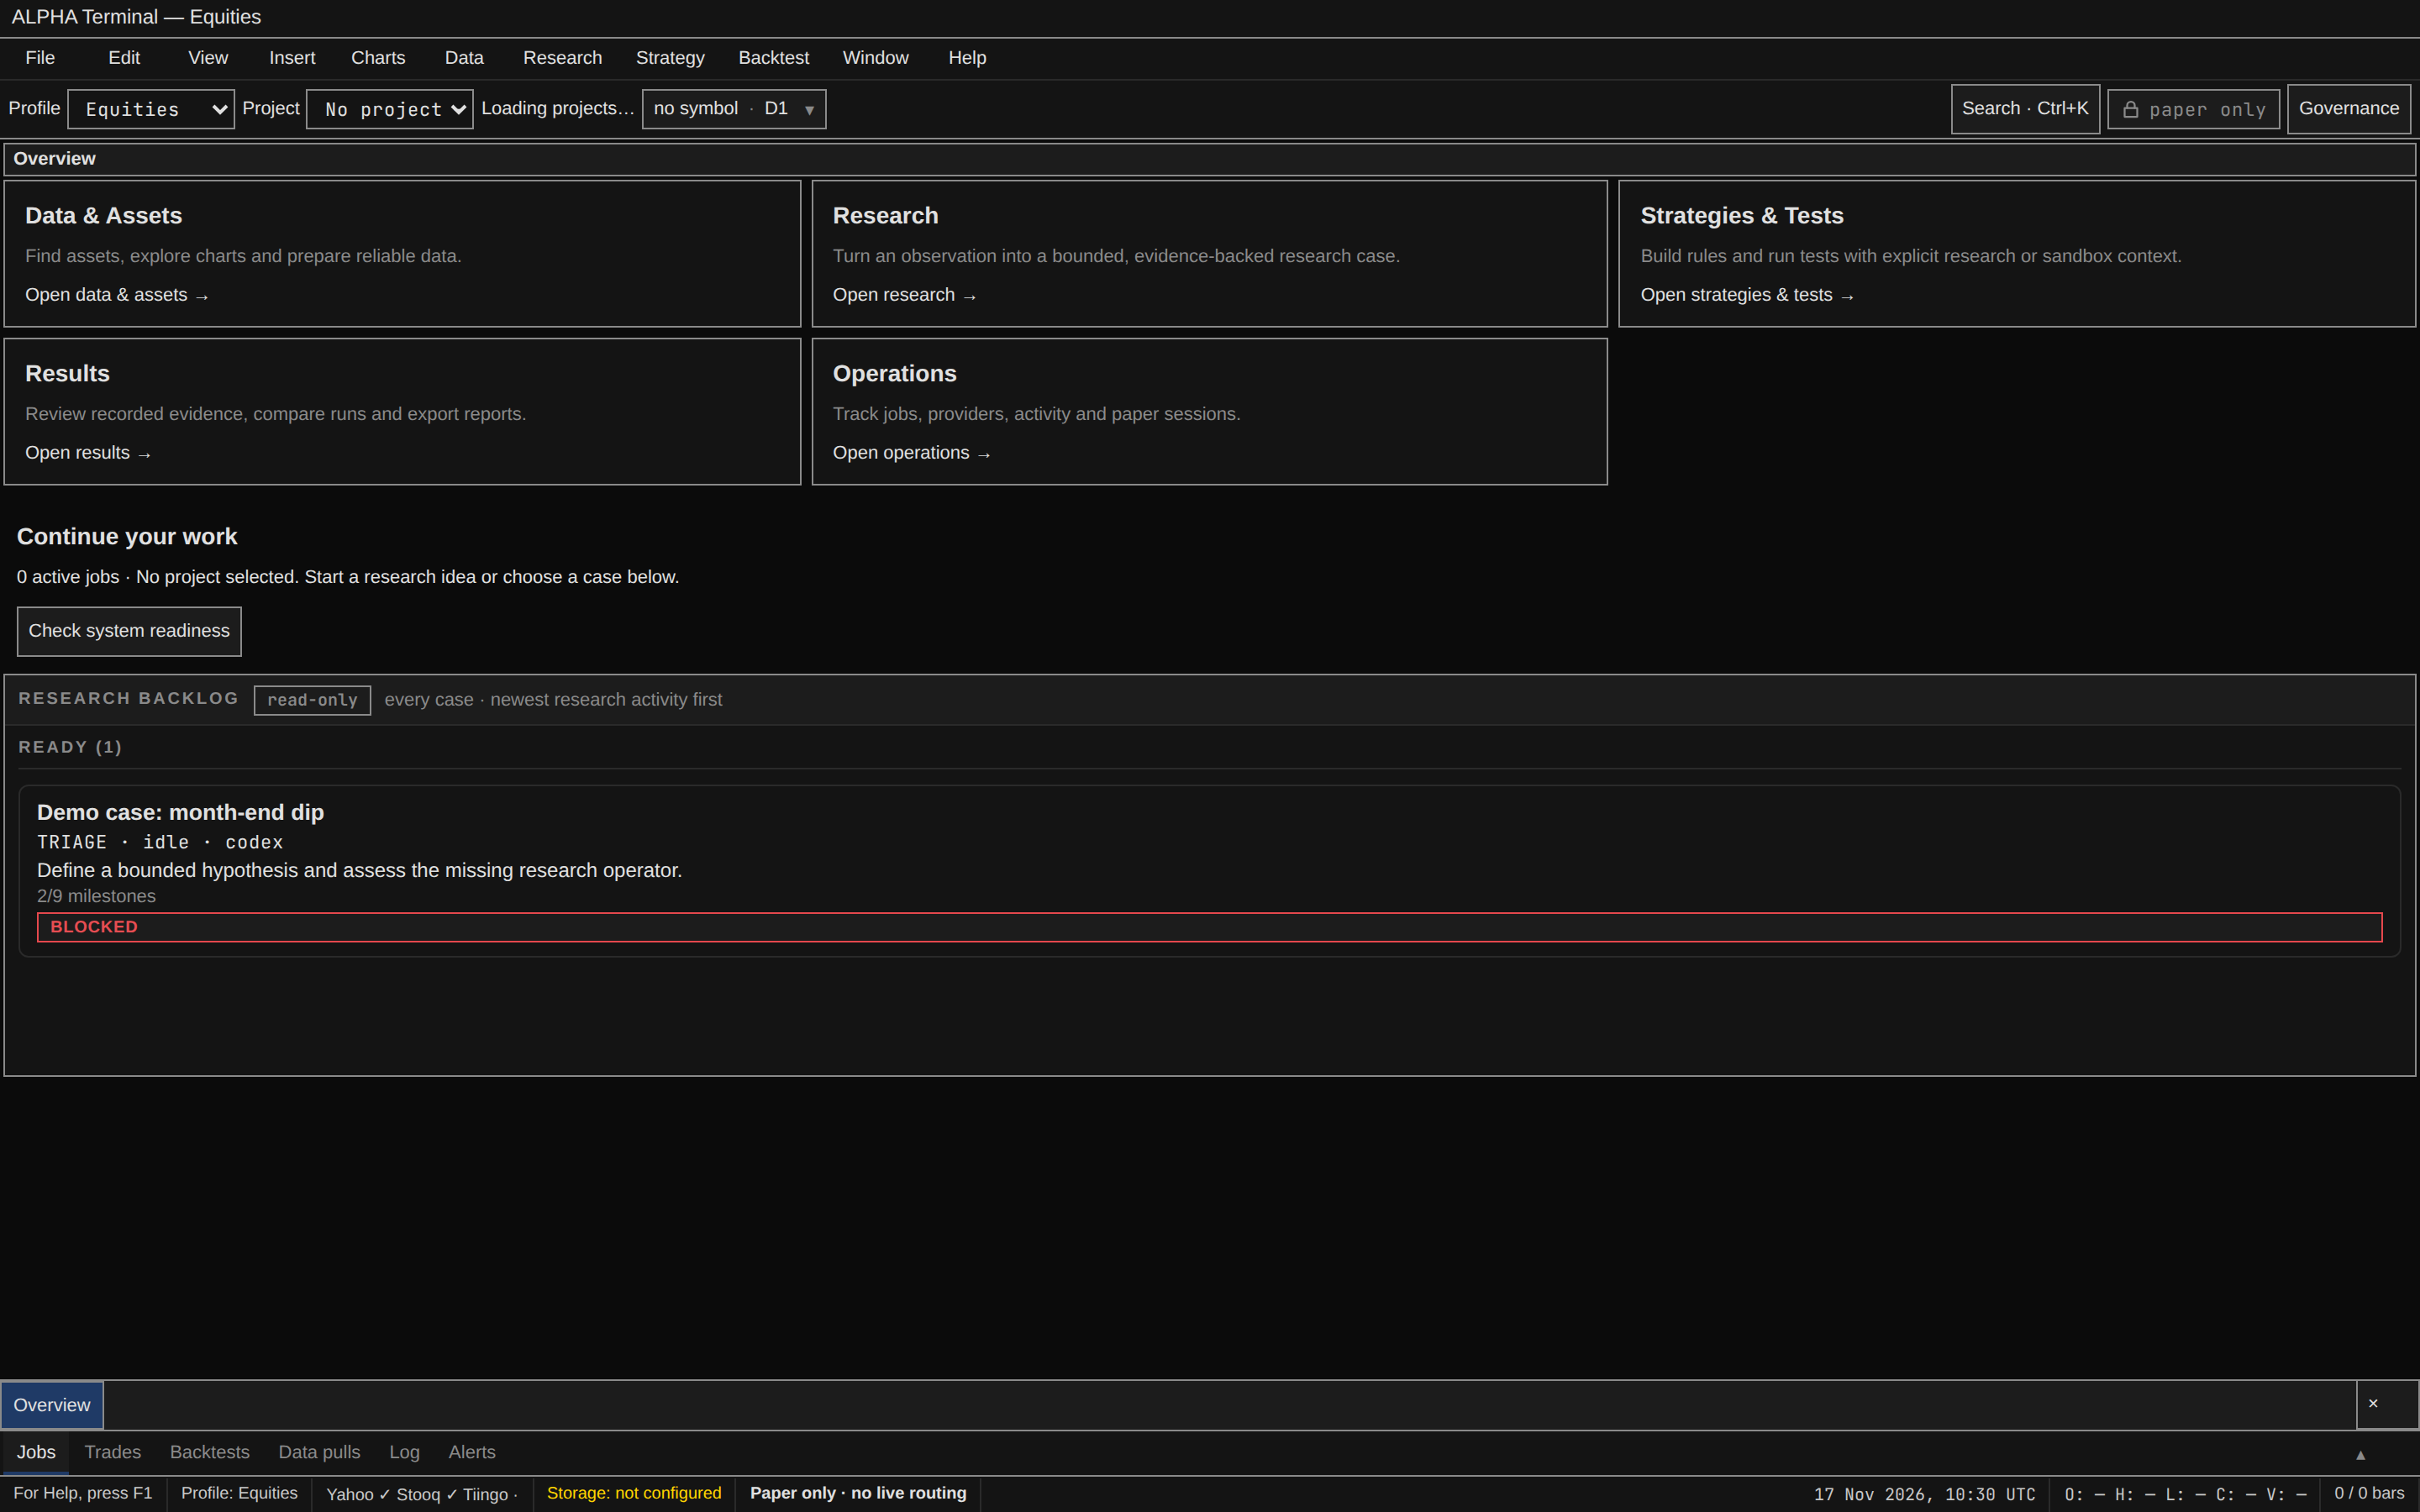 ALPHA Terminal — Equities
File Edit View Insert Charts Data Research Strategy Backtest Window Help
Profile Equities Project No project Loading projects… no symbol · D1 ▾ Search · Ctrl+K paper only Governance
Overview
Data & Assets
Find assets, explore charts and prepare reliable data.
Open data & assets →
Research
Turn an observation into a bounded, evidence-backed research case.
Open research →
Strategies & Tests
Build rules and run tests with explicit research or sandbox context.
Open strategies & tests →
Results
Review recorded evidence, compare runs and export reports.
Open results →
Operations
Track jobs, providers, activity and paper sessions.
Open operations →
Continue your work
0 active jobs · No project selected. Start a research idea or choose a case below.
Check system readiness
RESEARCH BACKLOG read-only every case · newest research activity first
READY (1)
Demo case: month-end dip
TRIAGE · idle · codex
Define a bounded hypothesis and assess the missing research operator.
2/9 milestones
BLOCKED
Overview ×
Jobs Trades Backtests Data pulls Log Alerts ▲
For Help, press F1 Profile: Equities Yahoo ✓ Stooq ✓ Tiingo · Storage: not configured Paper only · no live routing 17 Nov 2026, 10:30 UTC O: — H: — L: — C: — V: — 0 / 0 bars